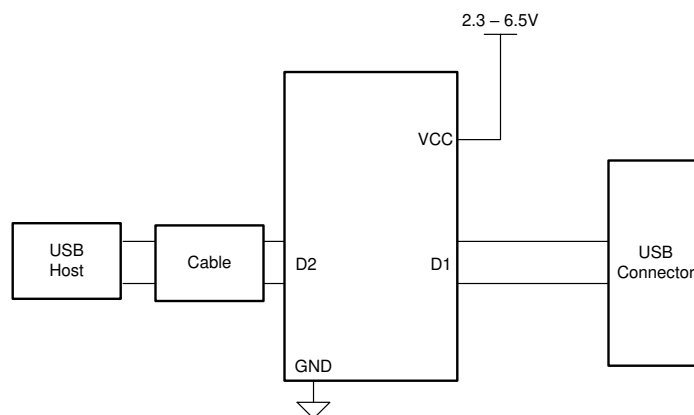 2.3 – 6.5V
VCC
USB
Host
Cable
D2
D1
USB
Connector
GND